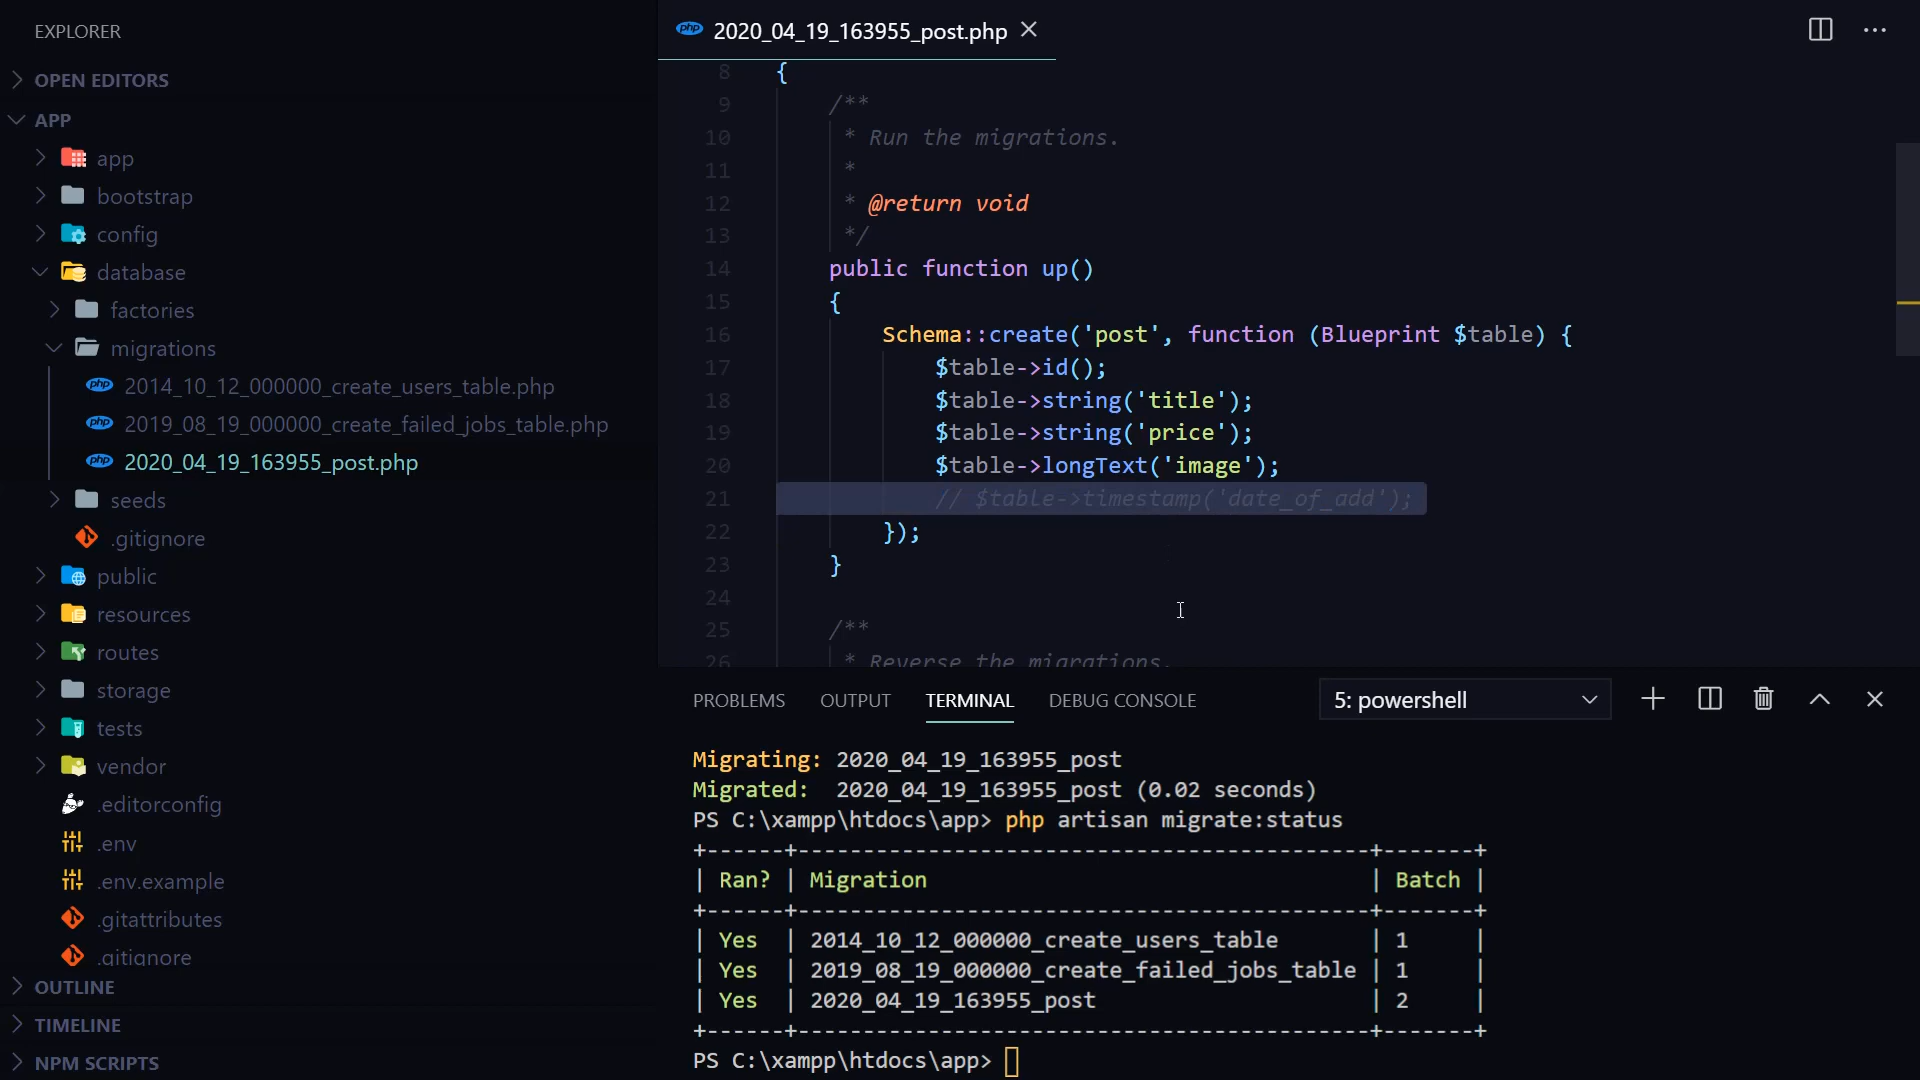 EXPLORER
OPEN EDITORS
APP
app
bootstrap
config
database
factories
migrations
php 2014_10_12_000000_create_users_table.php
php 2019_08_19_000000_create_failed_jobs_table.php
php 2020_04_19_163955_post.php
seeds
.gitignore
public
resources
routes
storage
tests
vendor
.editorconfig
.env
.env.example
.gitattributes
.gitignore
OUTLINE
TIMELINE
NPM SCRIPTS
php 2020_04_19_163955_post.php
8 {
9 /**
10 * Run the migrations.
11 *
12 * @return void
13 */
14 public function up()
15 {
16 Schema::create('post', function (Blueprint $table) {
17 $table->id();
18 $table->string('title');
19 $table->string('price');
20 $table->longText('image');
21 // $table->timestamp('date_of_add');
22 });
23 }
24
25 /**
26 * Reverse the migrations.
PROBLEMS OUTPUT TERMINAL DEBUG CONSOLE 5: powershell
Migrating: 2020_04_19_163955_post
Migrated: 2020_04_19_163955_post (0.02 seconds)
PS C:\xampp\htdocs\app> php artisan migrate:status
+------+------------------------------------------------+-------+
| Ran? | Migration | Batch |
+------+------------------------------------------------+-------+
| Yes | 2014_10_12_000000_create_users_table | 1 |
| Yes | 2019_08_19_000000_create_failed_jobs_table | 1 |
| Yes | 2020_04_19_163955_post | 2 |
+------+------------------------------------------------+-------+
PS C:\xampp\htdocs\app>